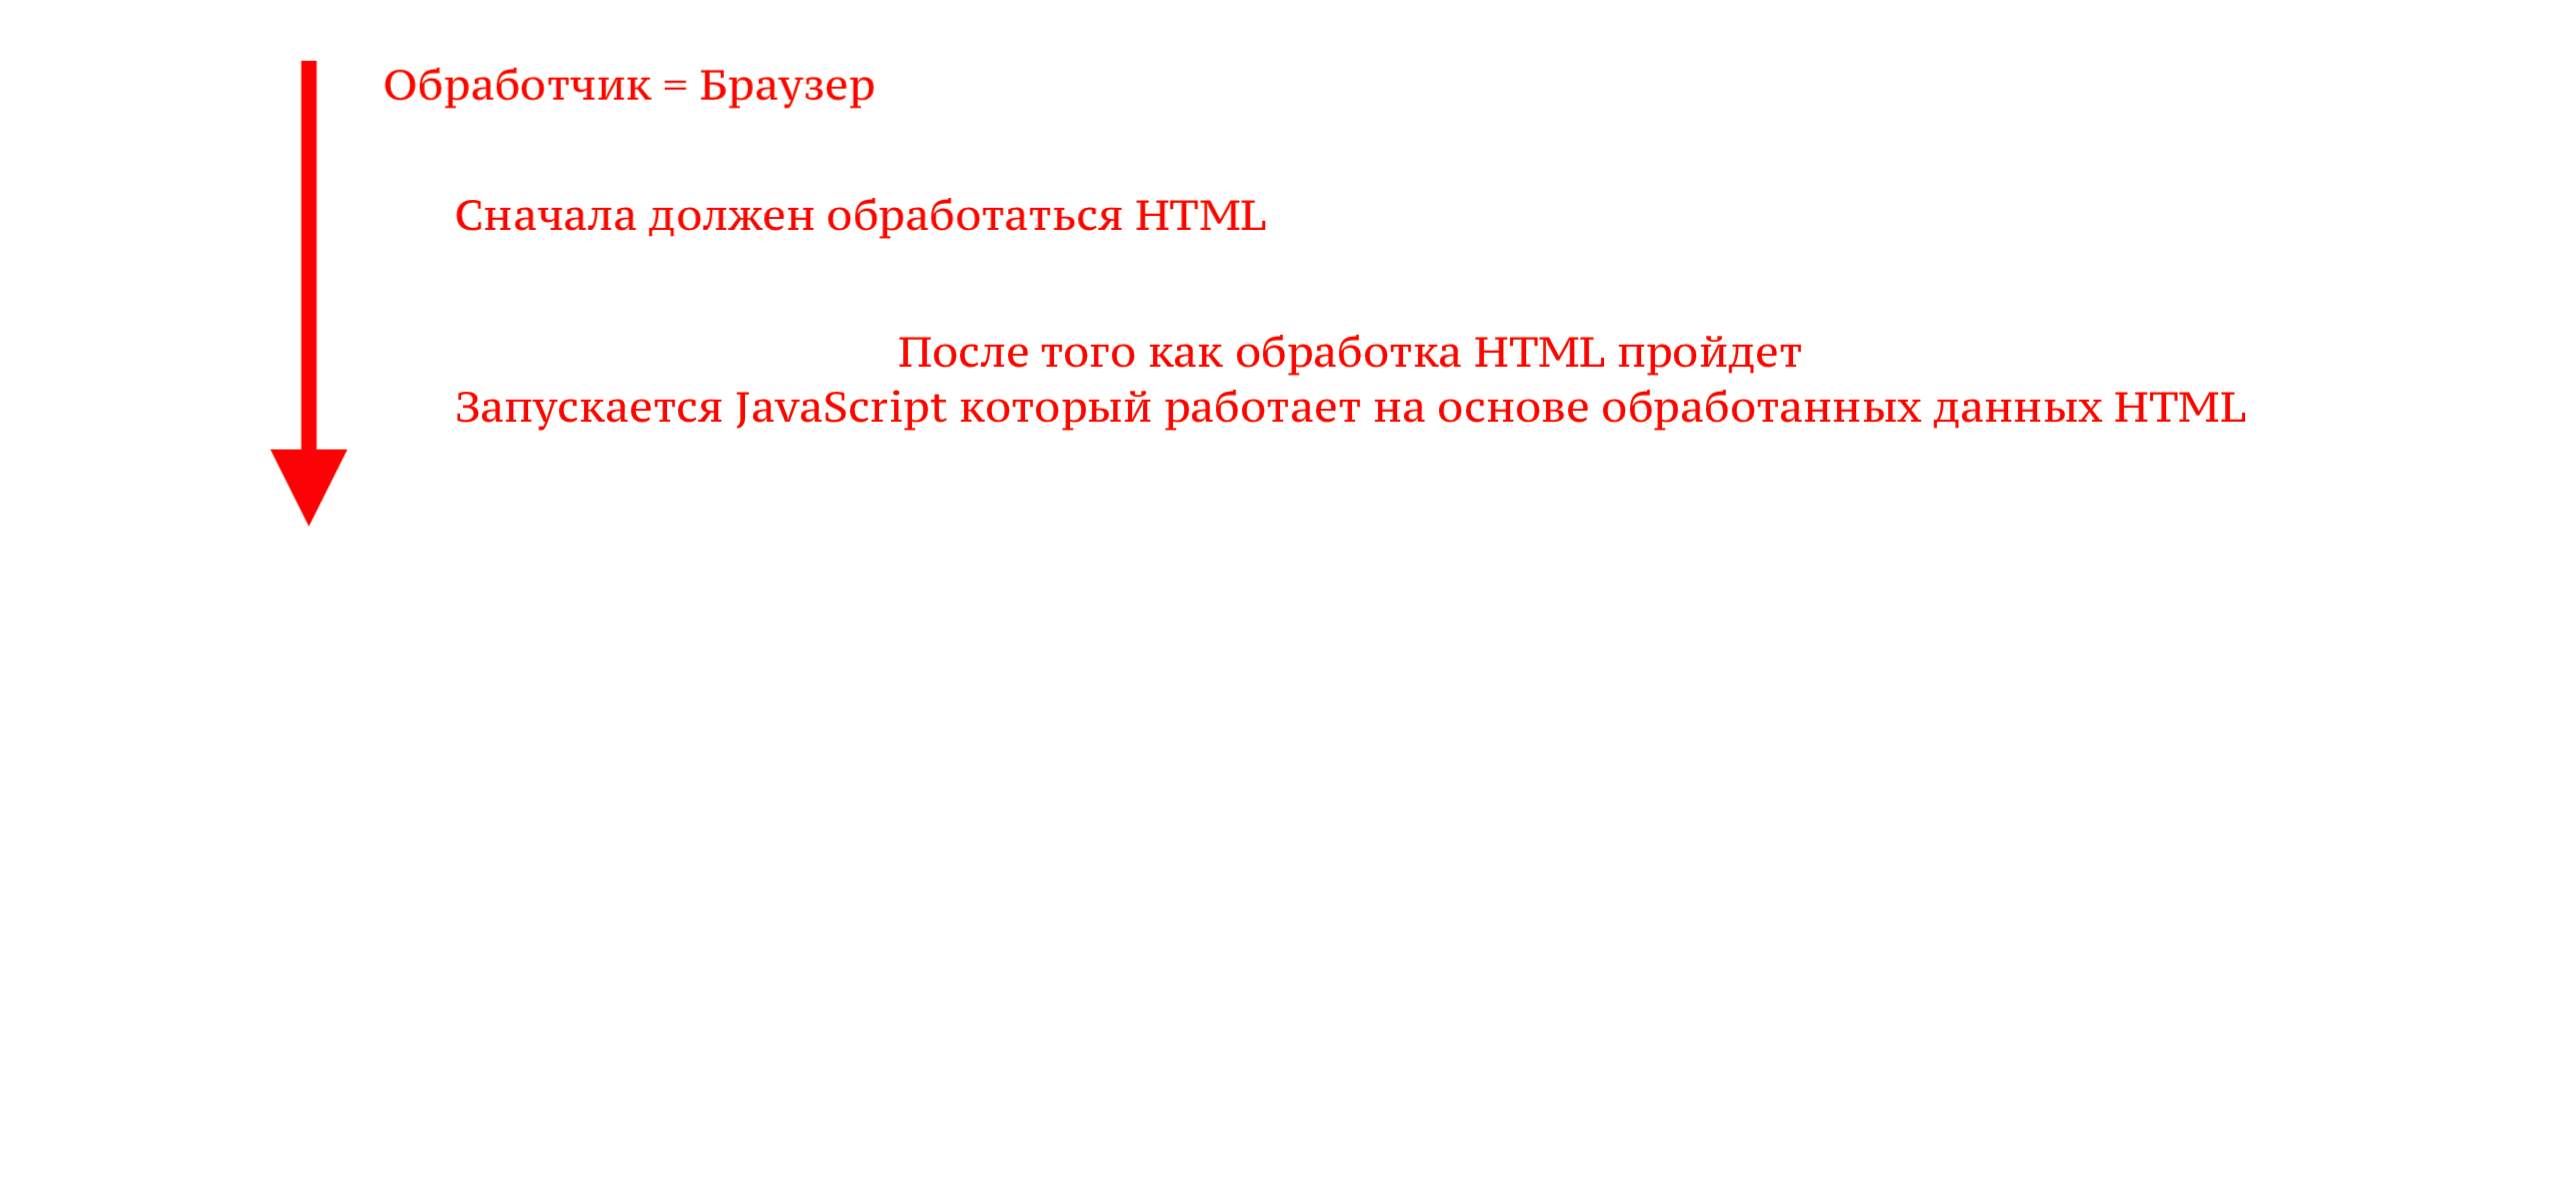 Обработчик = Браузер
Сначала должен обработаться HTML
После того как обработка HTML пройдет
Запускается JavaScript который работает на основе обработанных данных HTML